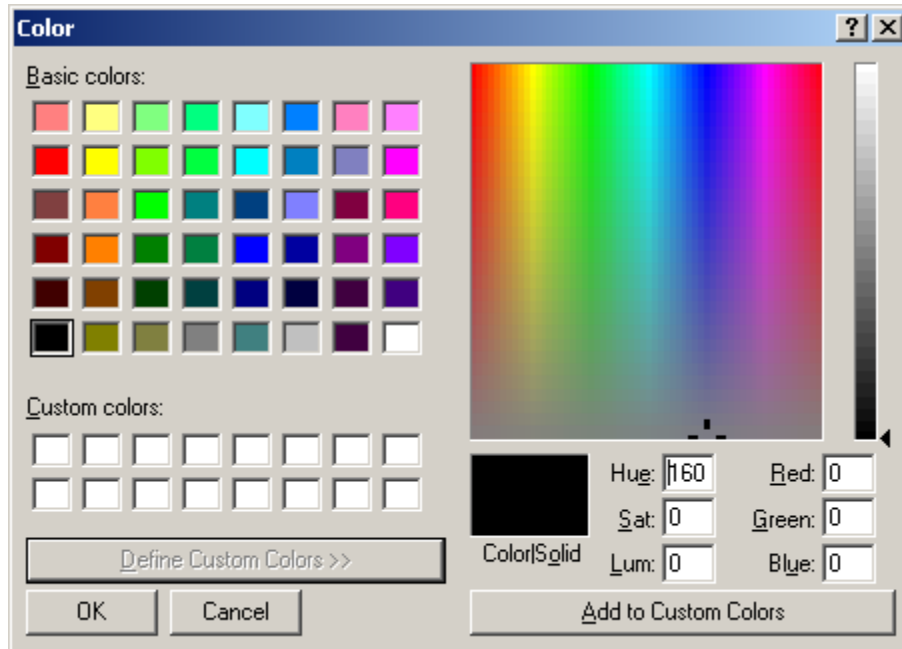 Color
Basic colors:
Custom colors:
Define Custom Colors >>
OK
Cancel
Color|Solid
Hue: 160
Sat: 0
Lum: 0
Red: 0
Green: 0
Blue: 0
Add to Custom Colors